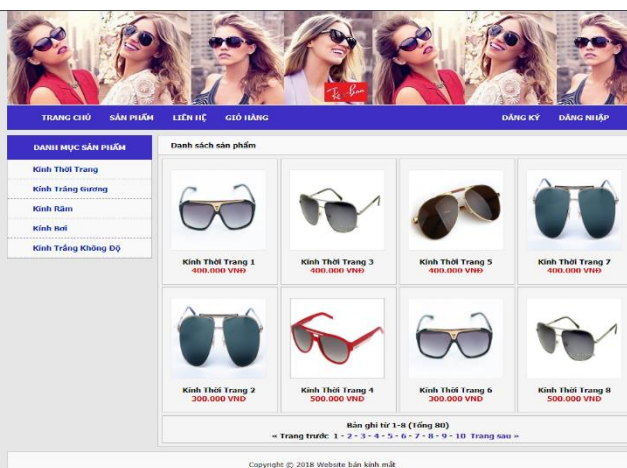 Ray-Ban
TRANG CHỦ SẢN PHẨM LIÊN HỆ GIỎ HÀNG ĐĂNG KÝ ĐĂNG NHẬP
DANH MỤC SẢN PHẨM
Kính Thời Trang
Kính Tráng Gương
Kính Râm
Kính Bơi
Kính Trắng Không Độ
Danh sách sản phẩm
Kính Thời Trang 1
400.000 VNĐ
Kính Thời Trang 3
400.000 VNĐ
Kính Thời Trang 5
400.000 VNĐ
Kính Thời Trang 7
400.000 VNĐ
Kính Thời Trang 2
300.000 VNĐ
Kính Thời Trang 4
500.000 VNĐ
Kính Thời Trang 6
300.000 VNĐ
Kính Thời Trang 8
500.000 VNĐ
Bản ghi từ 1-8 (Tổng 80)
« Trang trước 1 - 2 - 3 - 4 - 5 - 6 - 7 - 8 - 9 - 10 Trang sau »
Copyright © 2018 Website bán kính mắt